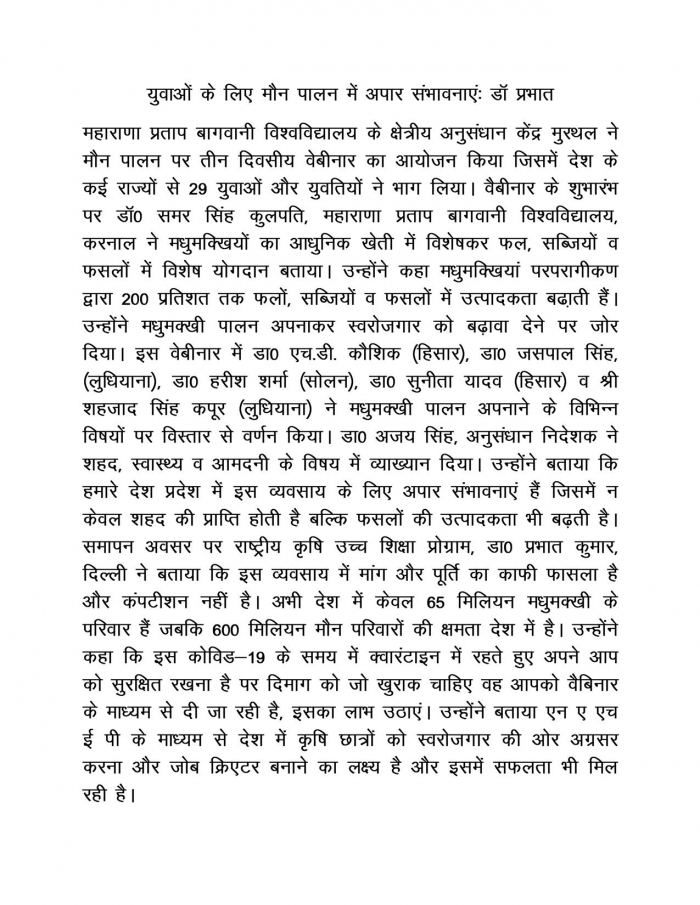 युवाओं के लिए मौन पालन में अपार संभावनाएंः डॉ प्रभात
महाराणा प्रताप बागवानी विश्वविद्यालय के क्षेत्रीय अनुसंधान केंद्र मुरथल ने
मौन पालन पर तीन दिवसीय वेबीनार का आयोजन किया जिसमें देश के
कई राज्यों से 29 युवाओं और युवतियों ने भाग लिया। वैबीनार के शुभारंभ
पर डॉ0 समर सिंह कुलपति, महाराणा प्रताप बागवानी विश्वविद्यालय,
करनाल ने मधुमक्खियों का आधुनिक खेती में विशेषकर फल, सब्जियों व
फसलों में विशेष योगदान बताया। उन्होंने कहा मधुमक्खियां परपरागीकण
द्वारा 200 प्रतिशत तक फलों, सब्जियों व फसलों में उत्पादकता बढा़ती हैं।
उन्होंने मधुमक्खी पालन अपनाकर स्वरोजगार को बढ़ावा देने पर जोर
दिया। इस वेबीनार में डा0 एच.डी. कौशिक (हिसार), डा0 जसपाल सिंह,
(लुधियाना), डा0 हरीश शर्मा (सोलन), डा0 सुनीता यादव (हिसार) व श्री
शहजाद सिंह कपूर (लुधियाना) ने मधुमक्खी पालन अपनाने के विभिन्न
विषयों पर विस्तार से वर्णन किया। डा0 अजय सिंह, अनुसंधान निदेशक ने
शहद, स्वास्थ्य व आमदनी के विषय में व्याख्यान दिया। उन्होंने बताया कि
हमारे देश प्रदेश में इस व्यवसाय के लिए अपार संभावनाएं हैं जिसमें न
केवल शहद की प्राप्ति होती है बल्कि फसलों की उत्पादकता भी बढ़ती है।
समापन अवसर पर राष्ट्रीय कृषि उच्च शिक्षा प्रोग्राम, डा0 प्रभात कुमार,
दिल्ली ने बताया कि इस व्यवसाय में मांग और पूर्ति का काफी फासला है
और कंपटीशन नहीं है। अभी देश में केवल 65 मिलियन मधुमक्खी के
परिवार हैं जबकि 600 मिलियन मौन परिवारों की क्षमता देश में है। उन्होंने
कहा कि इस कोविड–19 के समय में क्वारंटाइन में रहते हुए अपने आप
को सुरक्षित रखना है पर दिमाग को जो खुराक चाहिए वह आपको वैबिनार
के माध्यम से दी जा रही है, इसका लाभ उठाएं। उन्होंने बताया एन ए एच
ई पी के माध्यम से देश में कृषि छात्रों को स्वरोजगार की ओर अग्रसर
करना और जोब क्रिएटर बनाने का लक्ष्य है और इसमें सफलता भी मिल
रही है।